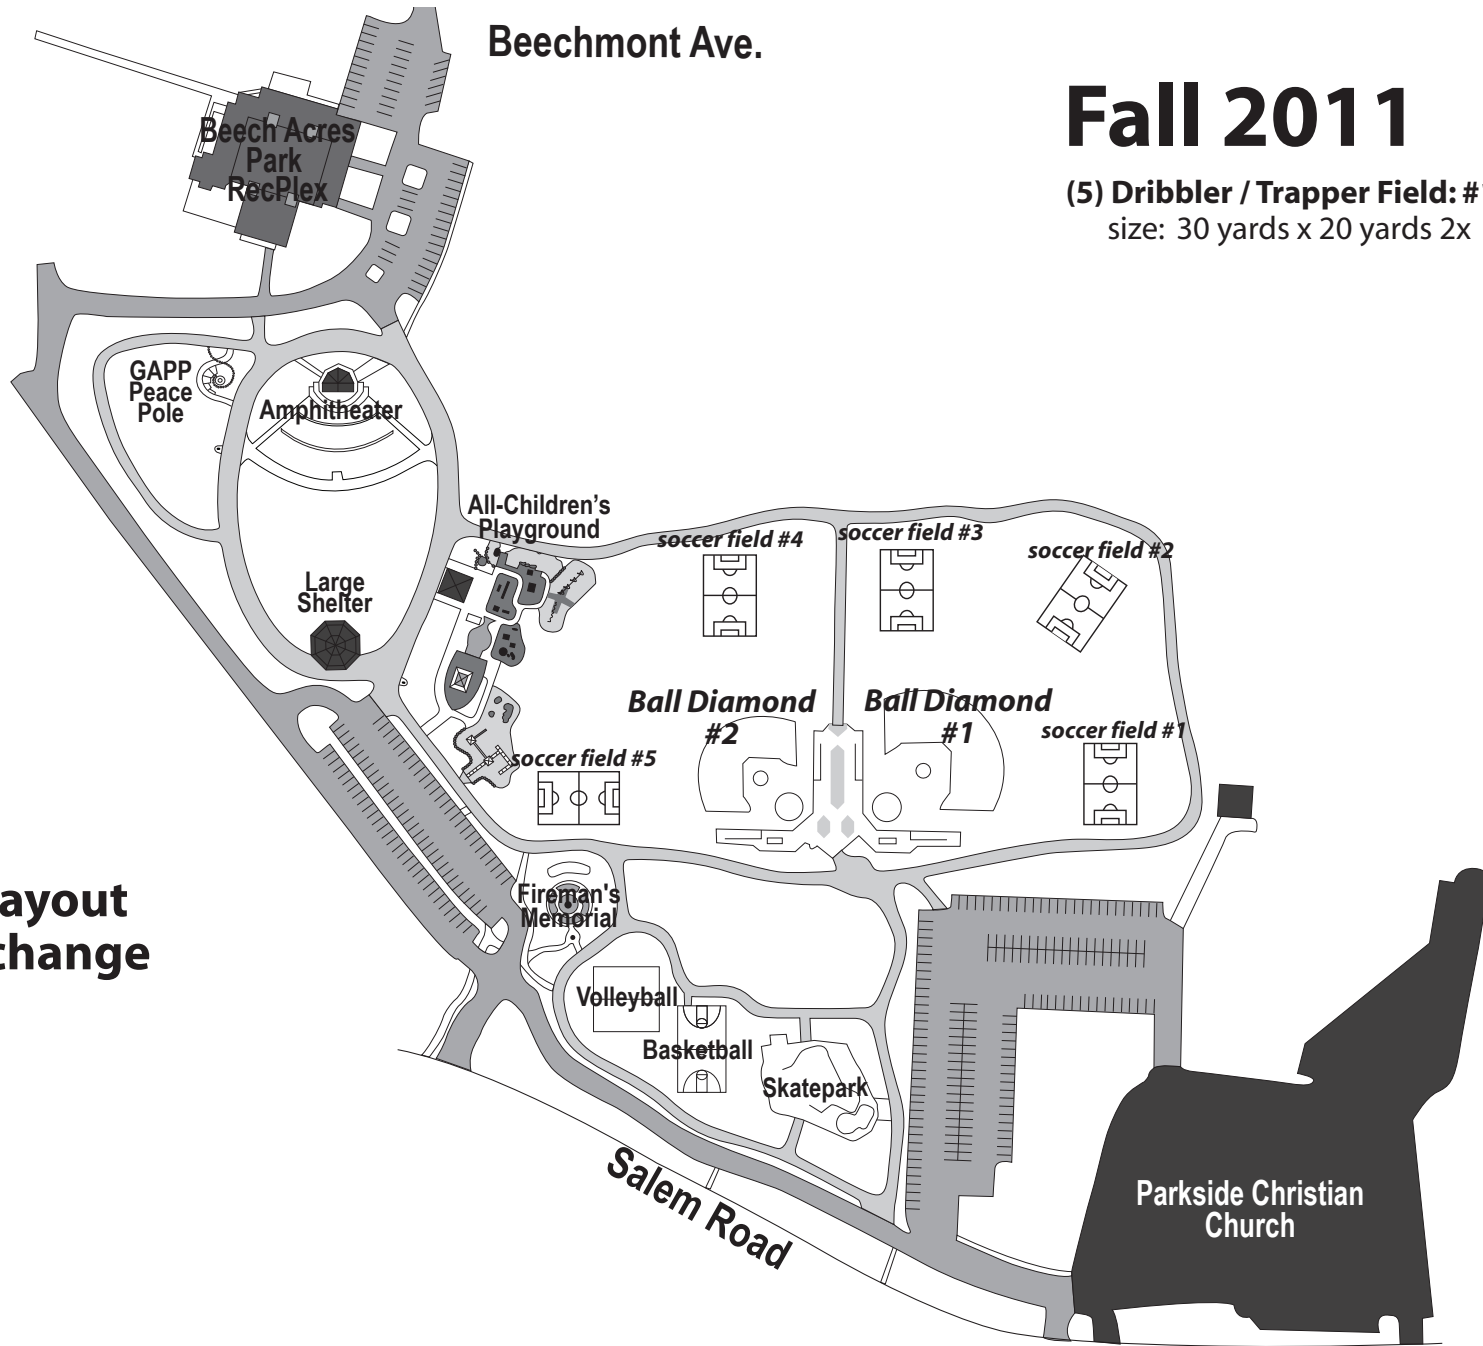 Beechmont Ave.
Fall 2011
(5) Dribbler / Trapper Field: #
size: 30 yards x 20 yards 2x
Beech Acres
Park
RecPlex
GAPP
Peace
Pole
Amphitheater
All-Children's
Playground
soccer field #4
soccer field #3
soccer field #2
Large
Shelter
Ball Diamond
#2
Ball Diamond
#1
soccer field #1
soccer field #5
ayout
change
Fireman's
Memorial
Volleyball
Basketball
Skatepark
Salem Road
Parkside Christian
Church